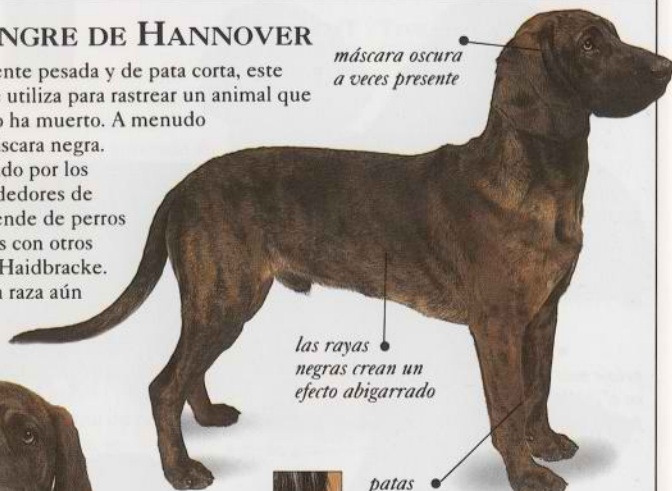 NGRE DE HANNOVER
ente pesada y de pata corta, este
utiliza para rastrear un animal que
o ha muerto. A menudo
scara negra.
do por los
dedores de
ende de perros
s con otros
Haidbracke.
raza aún
máscara oscura
a veces presente
las rayas
negras crean un
efecto abigarrado
patas